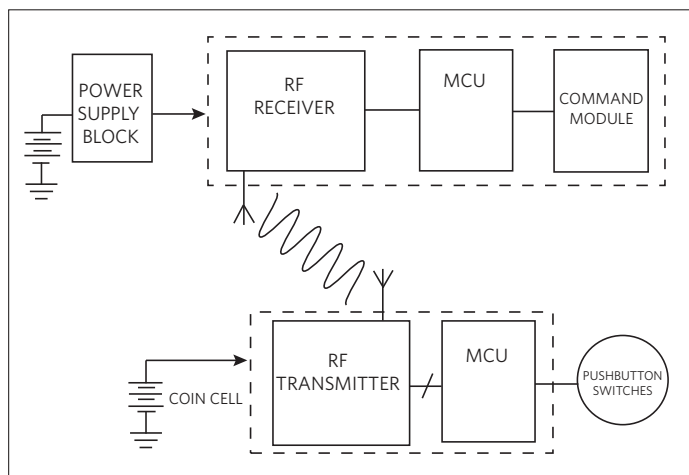 POWER
SUPPLY
BLOCK
RF
RECEIVER
MCU
COMMAND
MODULE
COIN CELL
RF
TRANSMITTER
MCU
PUSHBUTTON
SWITCHES